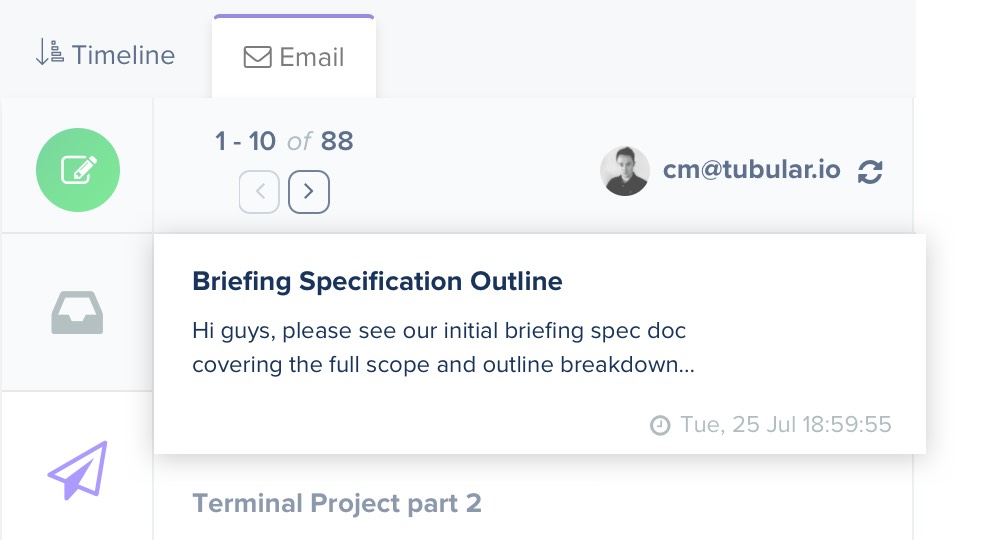 Timeline
Email
1 - 10 of 88
cm@tubular.io
Briefing Specification Outline
Hi guys, please see our initial briefing spec doc
covering the full scope and outline breakdown...
Tue, 25 Jul 18:59:55
Terminal Project part 2